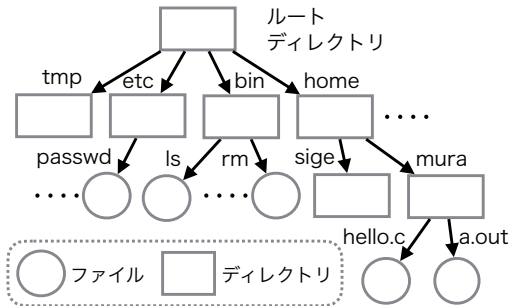 ルート
ディレクトリ
tmp
etc
bin
home
passwd
ls
rm
sige
mura
hello.c
a.out
ファイル
ディレクトリ